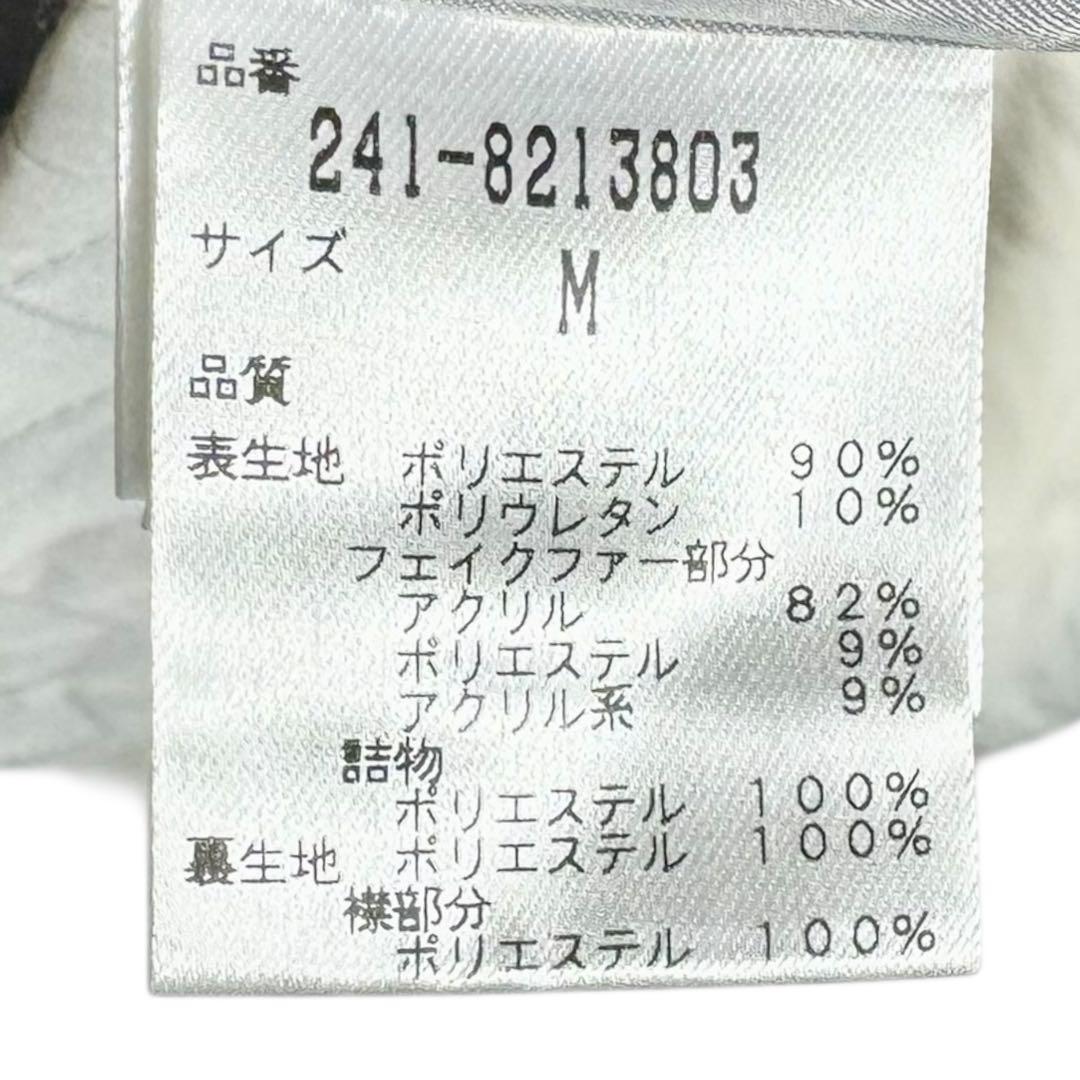 品番
241-8213803
サイズ
M
品質
表生地 ポリエステル 90%
ポリウレタン 10%
フェイクファー部分
アクリル 82%
ポリエステル 9%
アクリル系 9%
詰物
ポリエステル 100%
裏生地 ポリエステル 100%
襟部分
ポリエステル 100%